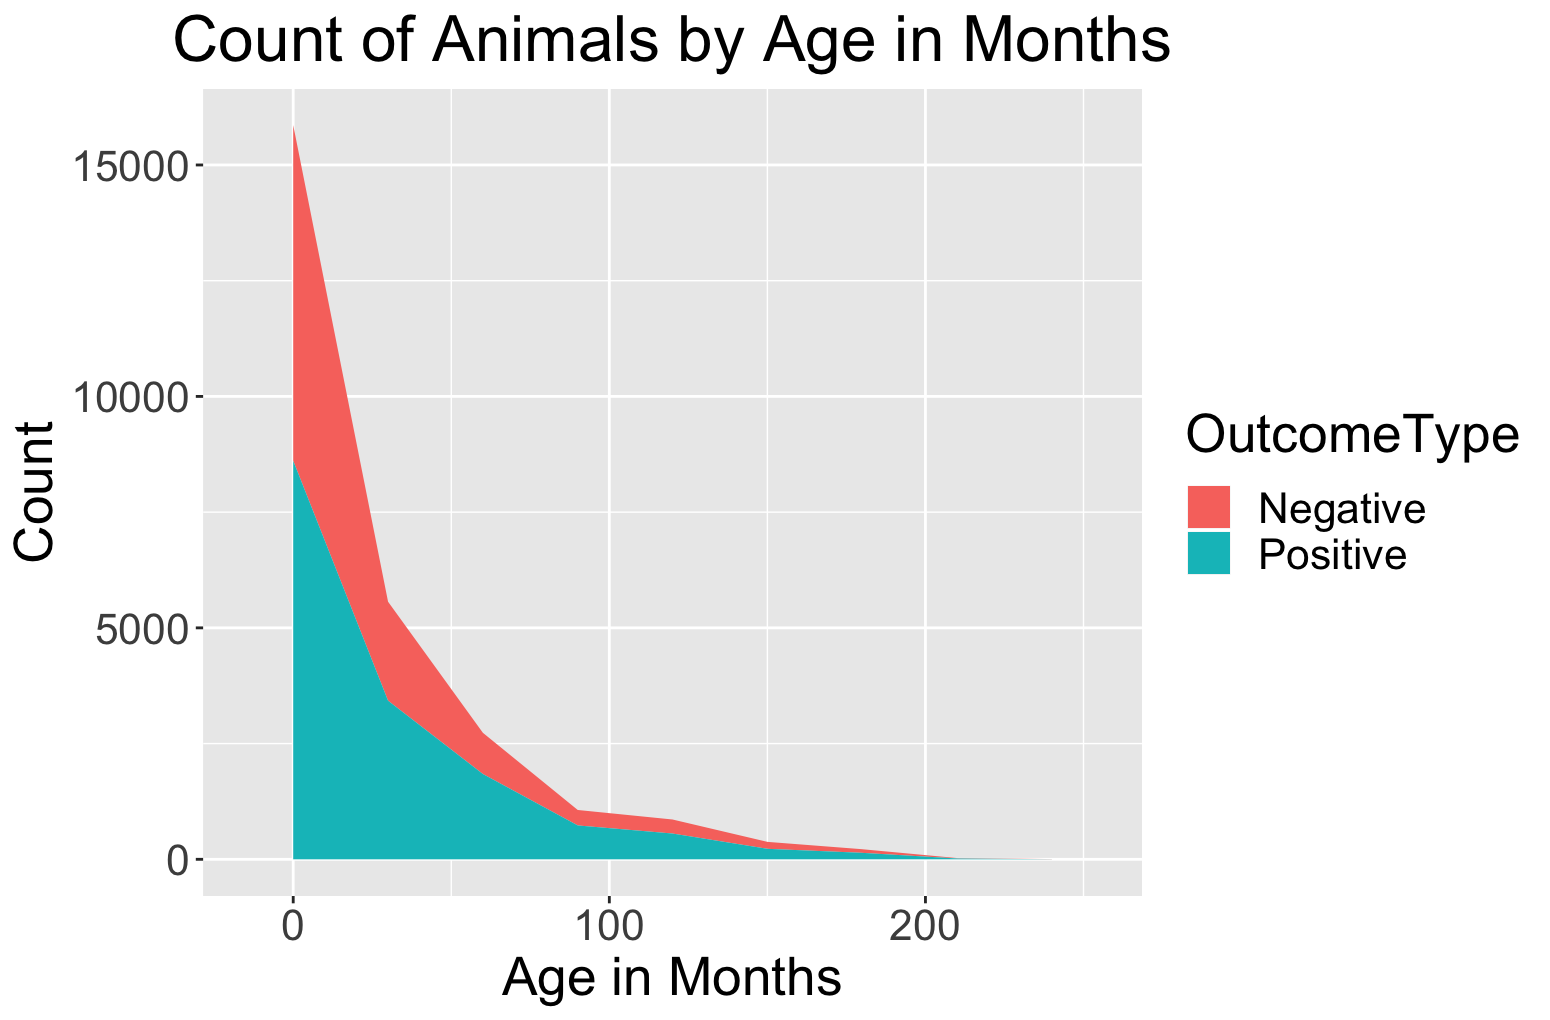 Count of Animals by Age in Months
15000
10000
5000
0
Count
0 100 200
Age in Months
OutcomeType
Negative
Positive